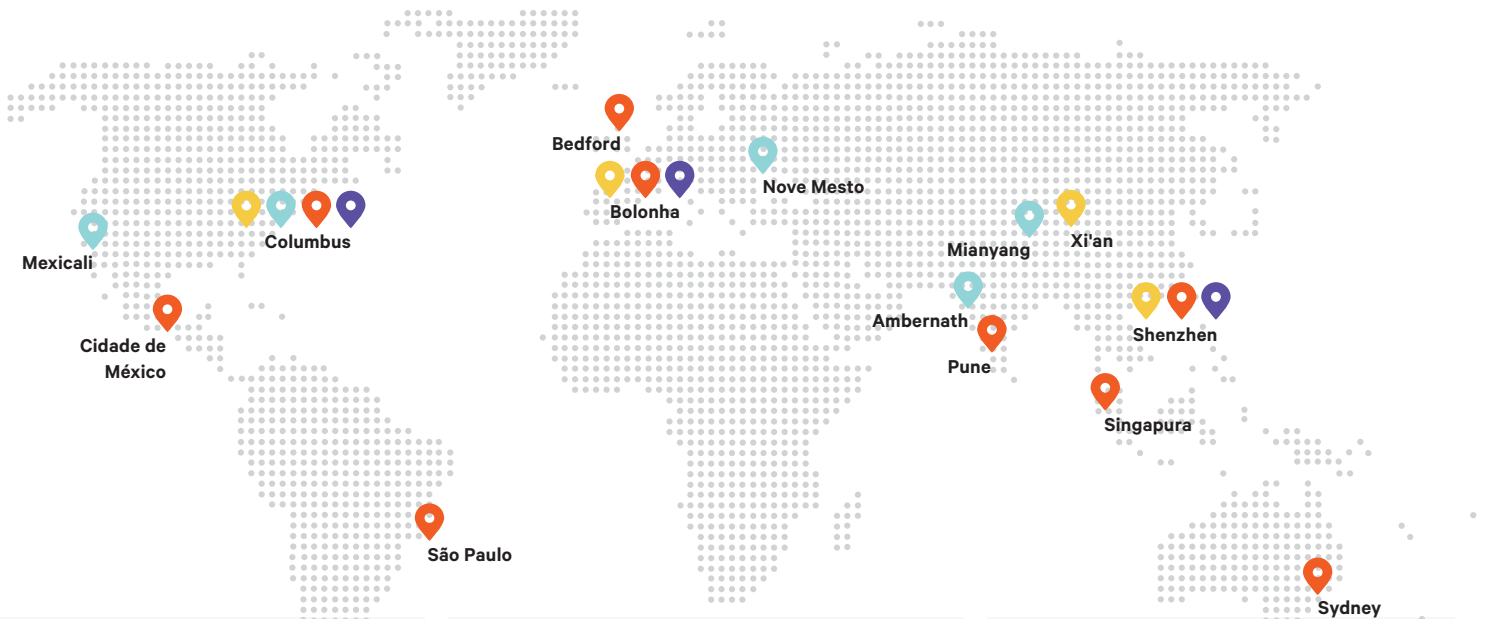 Bedford
Nove Mesto
Bolonha
Columbus
Xi'an
Mianyang
Mexicali
Ambernath
Shenzhen
Cidade de
México
Pune
Singapura
São Paulo
Sydney